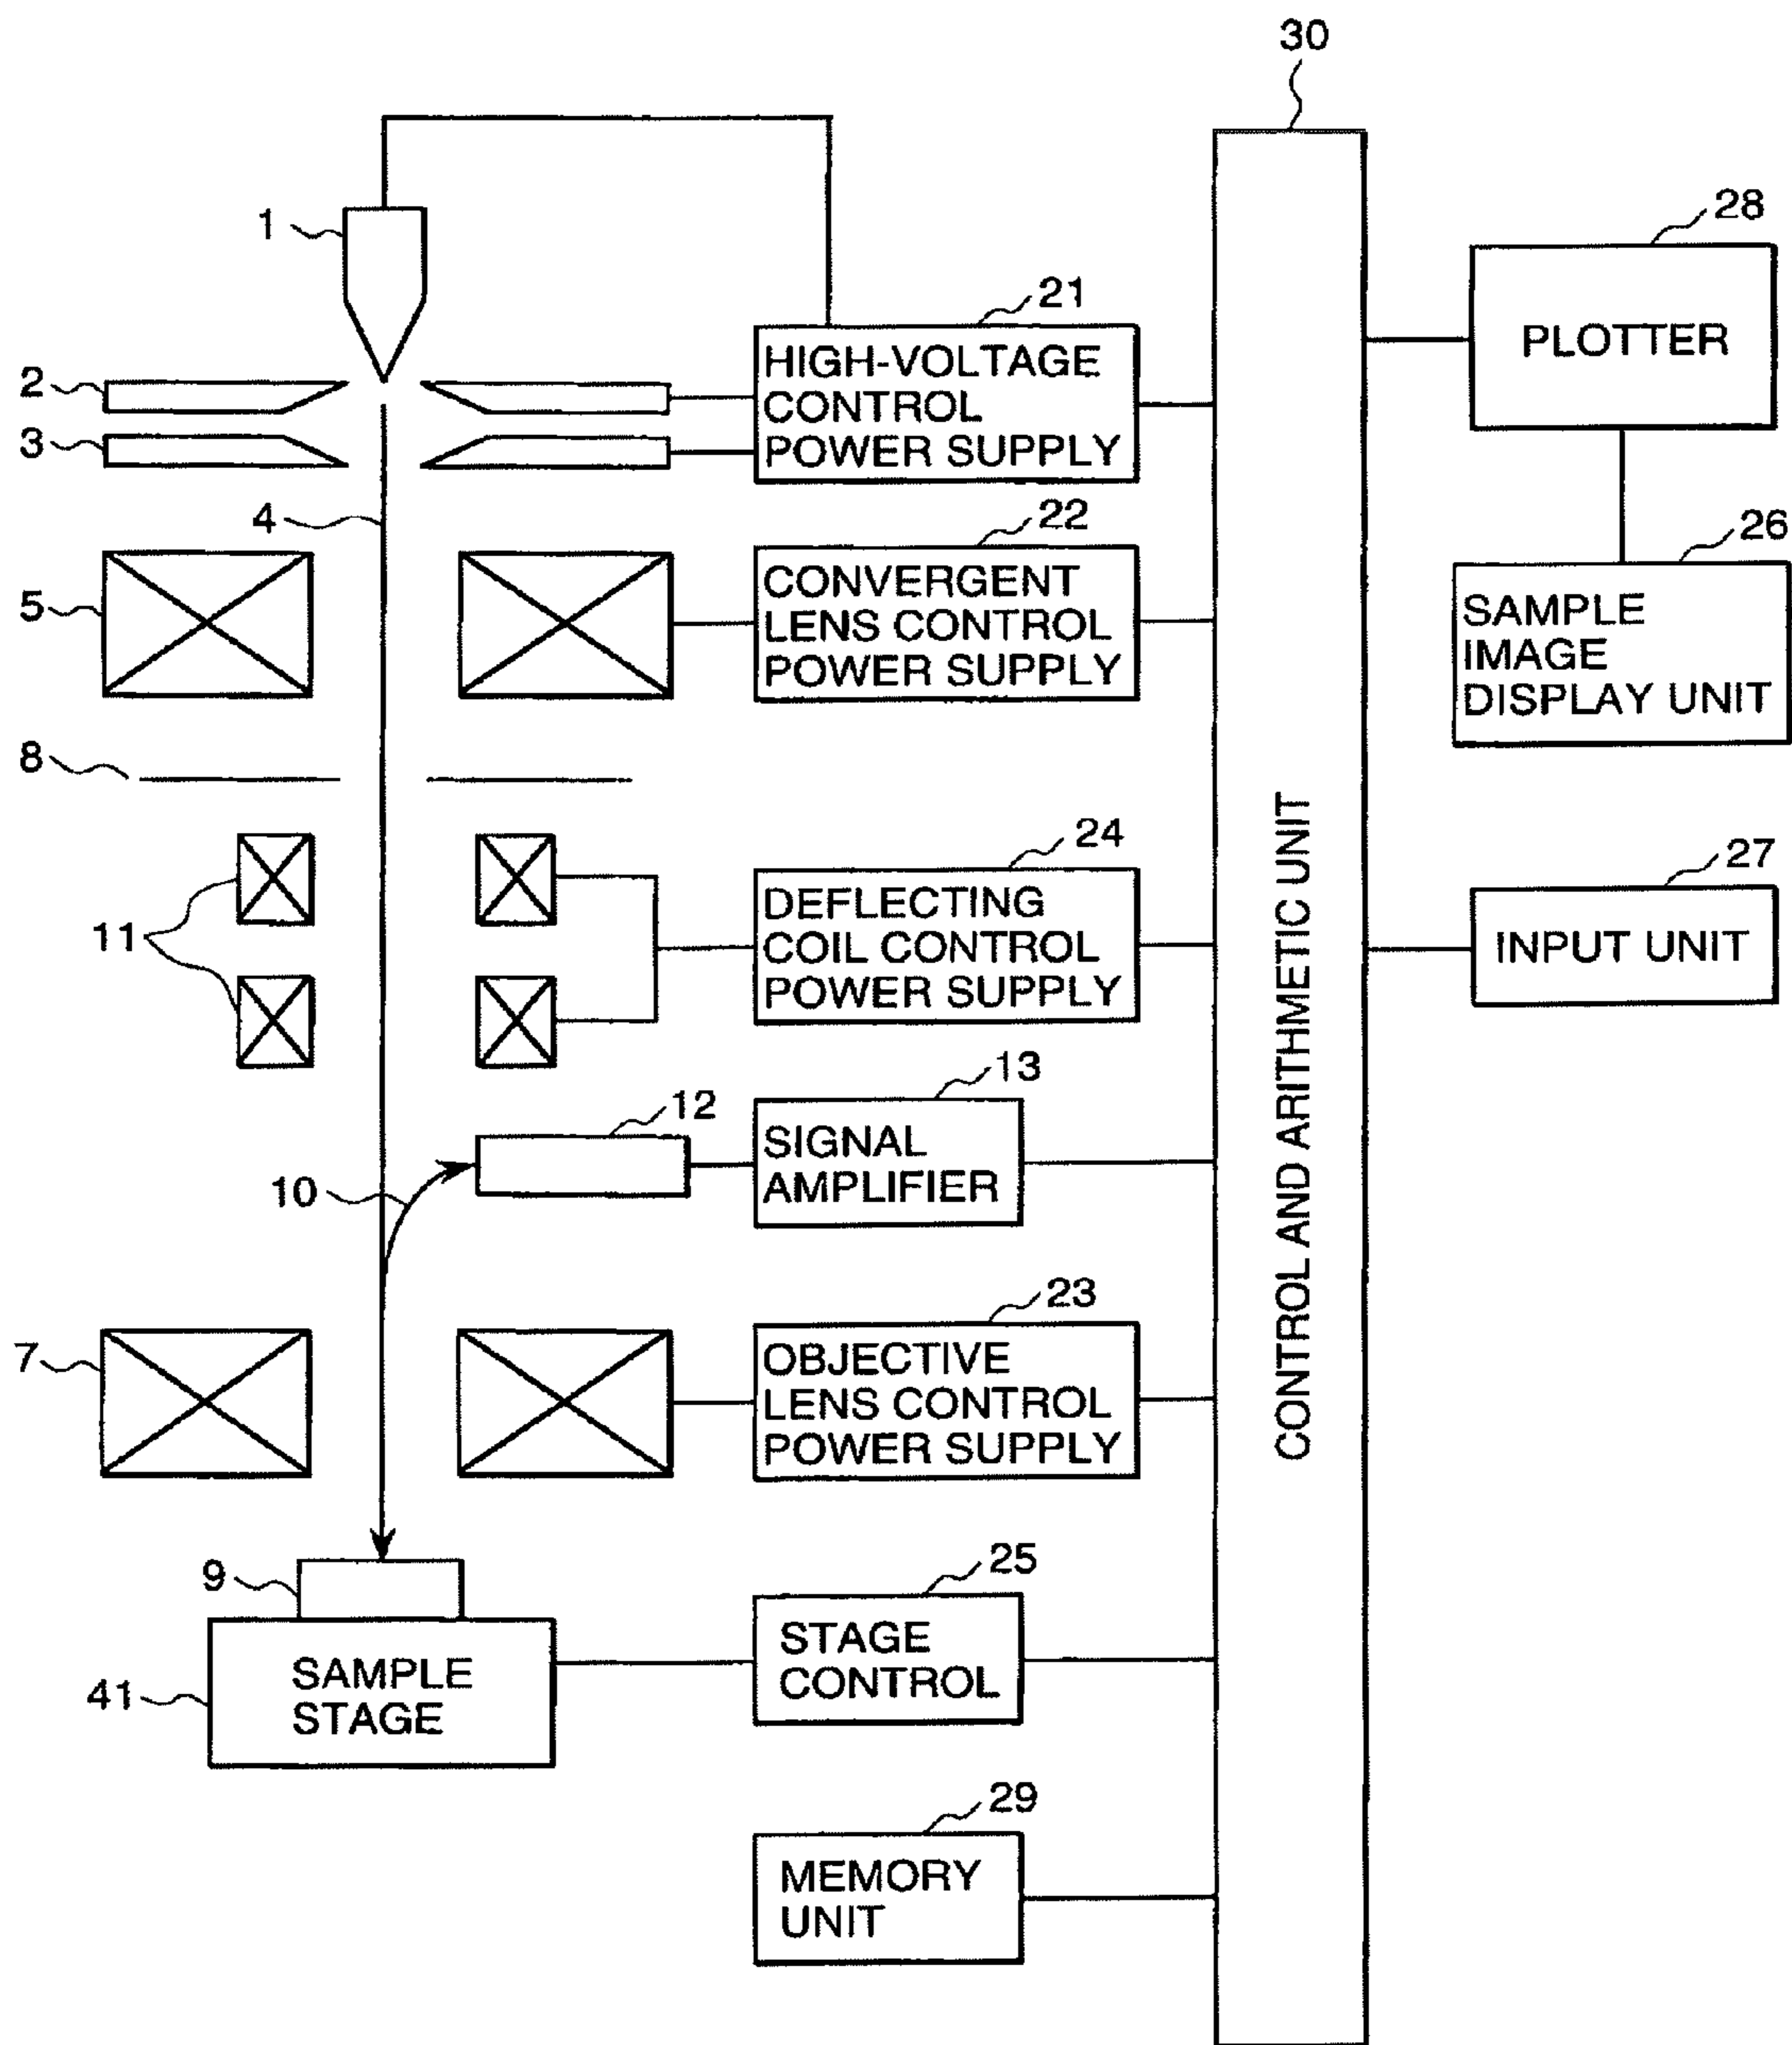 30
1
28
21
HIGH-VOLTAGE
CONTROL
POWER SUPPLY
PLOTTER
2
3
4
22
CONVERGENT
LENS CONTROL
POWER SUPPLY
26
SAMPLE
IMAGE
DISPLAY UNIT
5
8
24
DEFLECTING
COIL CONTROL
POWER SUPPLY
27
INPUT UNIT
11
CONTROL AND ARITHMETIC UNIT
13
12
SIGNAL
AMPLIFIER
10
23
7
OBJECTIVE
LENS CONTROL
POWER SUPPLY
9
25
STAGE
CONTROL
SAMPLE
STAGE
41
29
MEMORY
UNIT